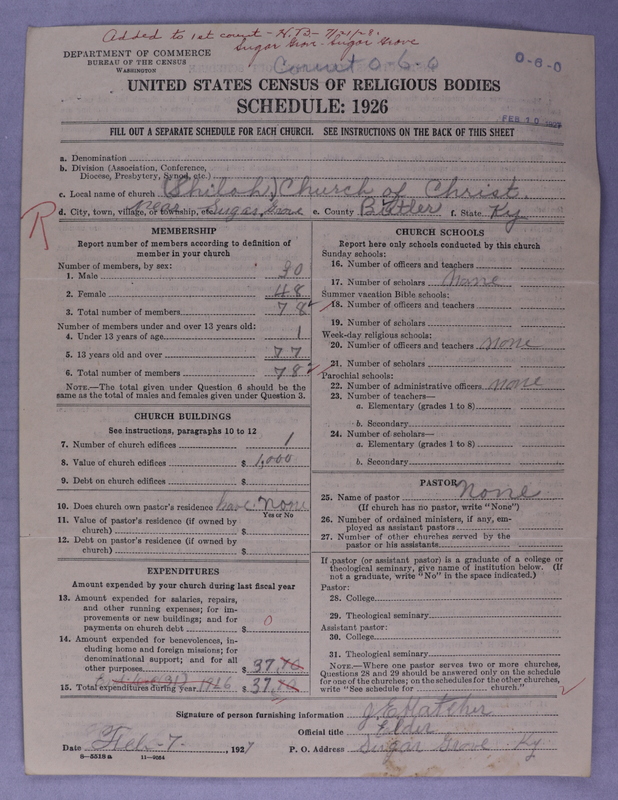 Added to 1st count - H.T.D. - 7/21/28.
Sugar Grove - Sugar Grove
DEPARTMENT OF COMMERCE
BUREAU OF THE CENSUS
WASHINGTON
Count 0-6-0
0-6-0
UNITED STATES CENSUS OF RELIGIOUS BODIES
SCHEDULE: 1926
FEB 10 1927
FILL OUT A SEPARATE SCHEDULE FOR EACH CHURCH. SEE INSTRUCTIONS ON THE BACK OF THIS SHEET
a. Denomination
b. Division (Association, Conference,
Diocese, Presbytery, Synod, etc.)
c. Local name of church (Shiloh) Church of Christ.
d. City, town, village, or township, etc. Near Sugar Grove e. County Butler f. State Ky
R
MEMBERSHIP
Report number of members according to definition of
member in your church
Number of members, by sex:
1. Male 30
2. Female 48
3. Total number of members 78
Number of members under and over 13 years old:
4. Under 13 years of age 1
5. 13 years old and over 77
6. Total number of members 78
NOTE.—The total given under Question 6 should be the
same as the total of males and females given under Question 3.
CHURCH BUILDINGS
See instructions, paragraphs 10 to 12
7. Number of church edifices 1
8. Value of church edifices $ 1,000
9. Debt on church edifices $
10. Does church own pastor's residence have none
Yes or No
11. Value of pastor's residence (if owned by
church) $
12. Debt on pastor's residence (if owned by
church) $
EXPENDITURES
Amount expended by your church during last fiscal year
13. Amount expended for salaries, repairs,
and other running expenses; for im-
provements or new buildings; and for
payments on church debt $ 0
14. Amount expended for benevolences, in-
cluding home and foreign missions; for
denominational support; and for all
other purposes $ 37.70
15. Total expenditures during year 1926 $ 37.70
CHURCH SCHOOLS
Report here only schools conducted by this church
Sunday schools:
16. Number of officers and teachers
17. Number of scholars none
Summer vacation Bible schools:
18. Number of officers and teachers
19. Number of scholars
Week-day religious schools:
20. Number of officers and teachers none
21. Number of scholars
Parochial schools:
22. Number of administrative officers none
23. Number of teachers—
a. Elementary (grades 1 to 8)
b. Secondary
24. Number of scholars—
a. Elementary (grades 1 to 8)
b. Secondary
PASTOR
25. Name of pastor None
(If church has no pastor, write "None")
26. Number of ordained ministers, if any, em-
ployed as assistant pastors
27. Number of other churches served by the
pastor or his assistants
If pastor (or assistant pastor) is a graduate of a college or
theological seminary, give name of institution below. (If
not a graduate, write "No" in the space indicated.)
Pastor:
28. College
29. Theological seminary
Assistant pastor:
30. College
31. Theological seminary
NOTE.—Where one pastor serves two or more churches,
Questions 28 and 29 should be answered only on the schedule
for one of the churches; on the schedules for the other churches,
write "See schedule for church."
Signature of person furnishing information J. E. Hatcher
Official title Elder
Date Feb-7-, 1927 P. O. Address Sugar Grove Ky.
8—5518a 11—9054